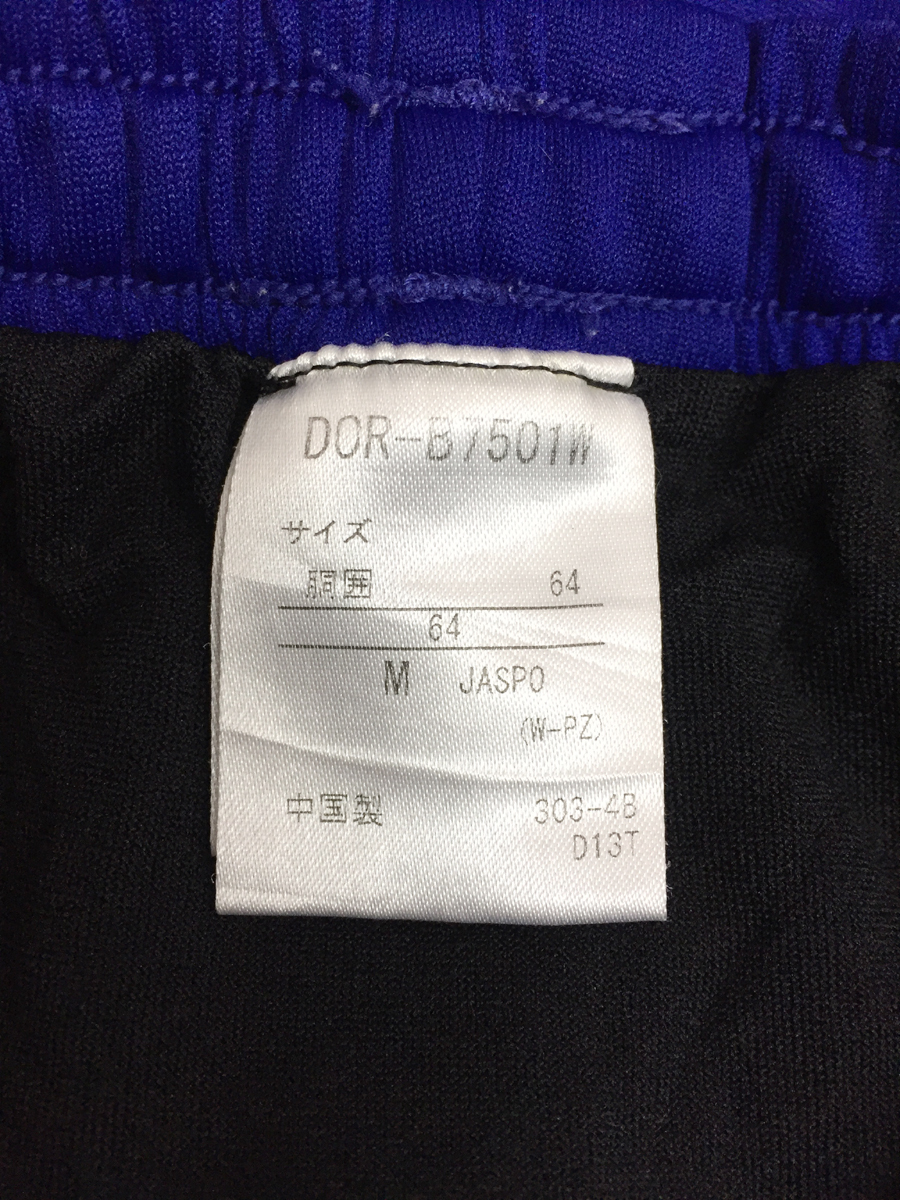 DOR-B7501W
サイズ
胴囲 64
64
M JASPO
(W-PZ)
中国製 303-4B
D13T